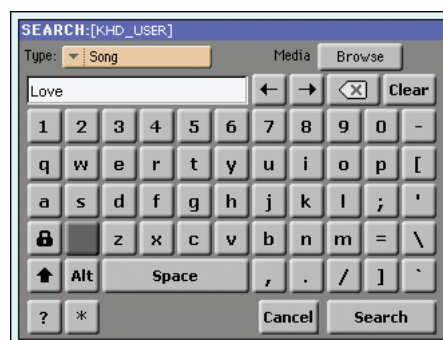 SEARCH:[KHD_USER]
Type: Song Media Browse
Love ← → Clear
1 2 3 4 5 6 7 8 9 0 -
q w e r t y u i o p [
a s d f g h j k l ; '
z x c v b n m = \
Alt Space , . / ] `
? * Cancel Search